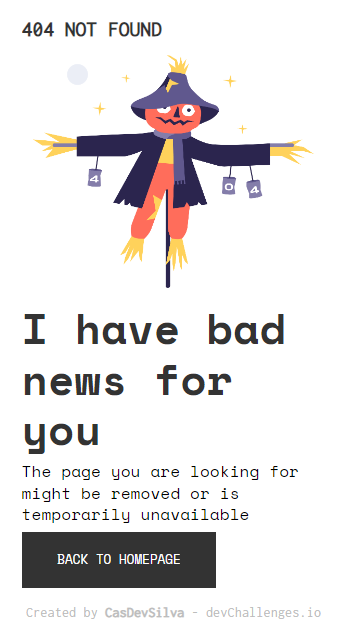 404 NOT FOUND
4
0 4
I have bad
news for
you
The page you are looking for
might be removed or is
temporarily unavailable
BACK TO HOMEPAGE
Created by CasDevSilva - devChallenges.io